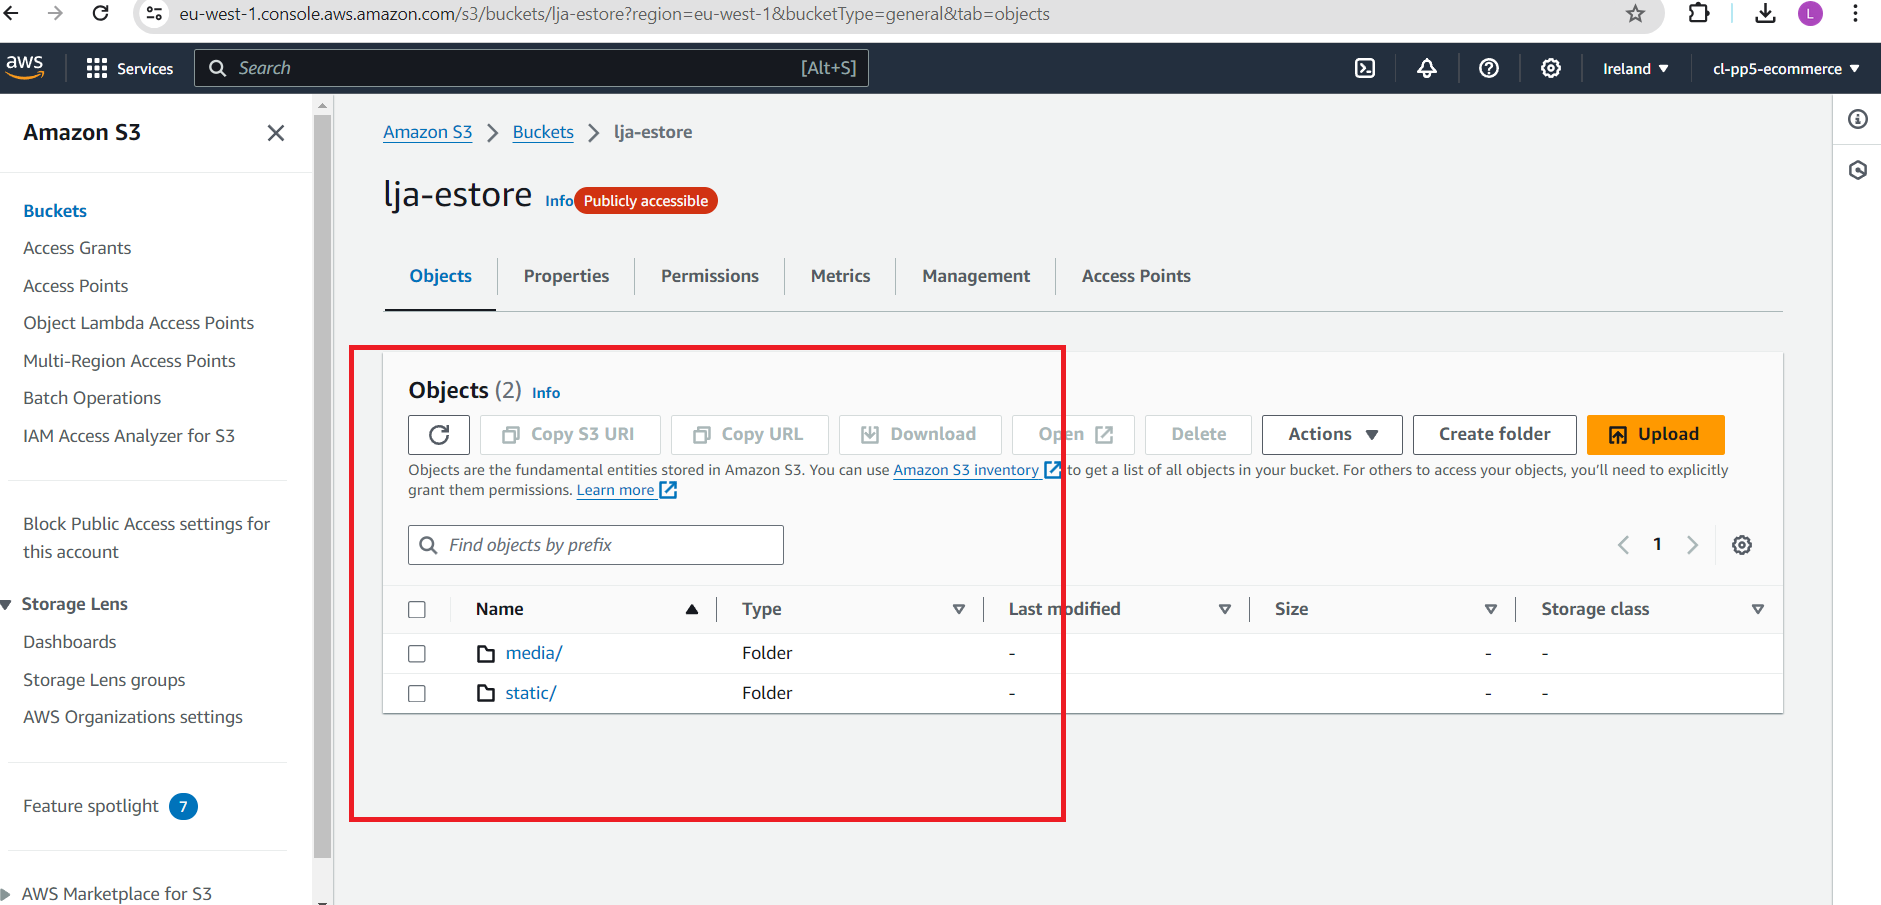 eu-west-1.console.aws.amazon.com/s3/buckets/lja-estore?region=eu-west-1&bucketType=general&tab=objects
L
aws
Services
Search
[Alt+S]
Ireland
cl-pp5-ecommerce
Amazon S3
Buckets
Access Grants
Access Points
Object Lambda Access Points
Multi-Region Access Points
Batch Operations
IAM Access Analyzer for S3
Block Public Access settings for
this account
Storage Lens
Dashboards
Storage Lens groups
AWS Organizations settings
Feature spotlight 7
AWS Marketplace for S3
Amazon S3 > Buckets > lja-estore
lja-estore Info Publicly accessible
Objects Properties Permissions Metrics Management Access Points
Objects (2) Info
Copy S3 URI Copy URL Download Open Delete Actions Create folder Upload
Objects are the fundamental entities stored in Amazon S3. You can use Amazon S3 inventory to get a list of all objects in your bucket. For others to access your objects, you'll need to explicitly
grant them permissions. Learn more
Find objects by prefix
1
Name Type Last modified Size Storage class
media/ Folder - - -
static/ Folder - - -